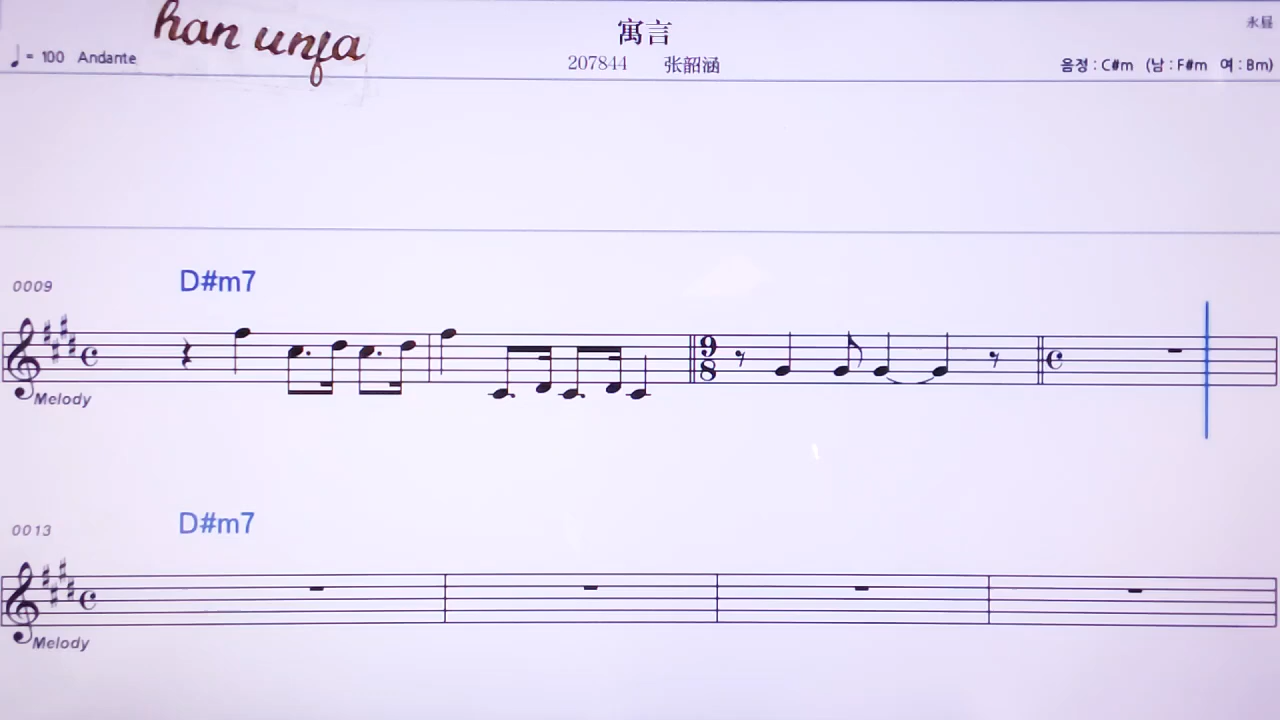 han unfa
寓言
永昼
♩ = 100 Andante
207844 张韶涵
음정 : C#m (남 : F#m 여 : Bm)
0009
D#m7
9
8
Melody
0013
D#m7
Melody